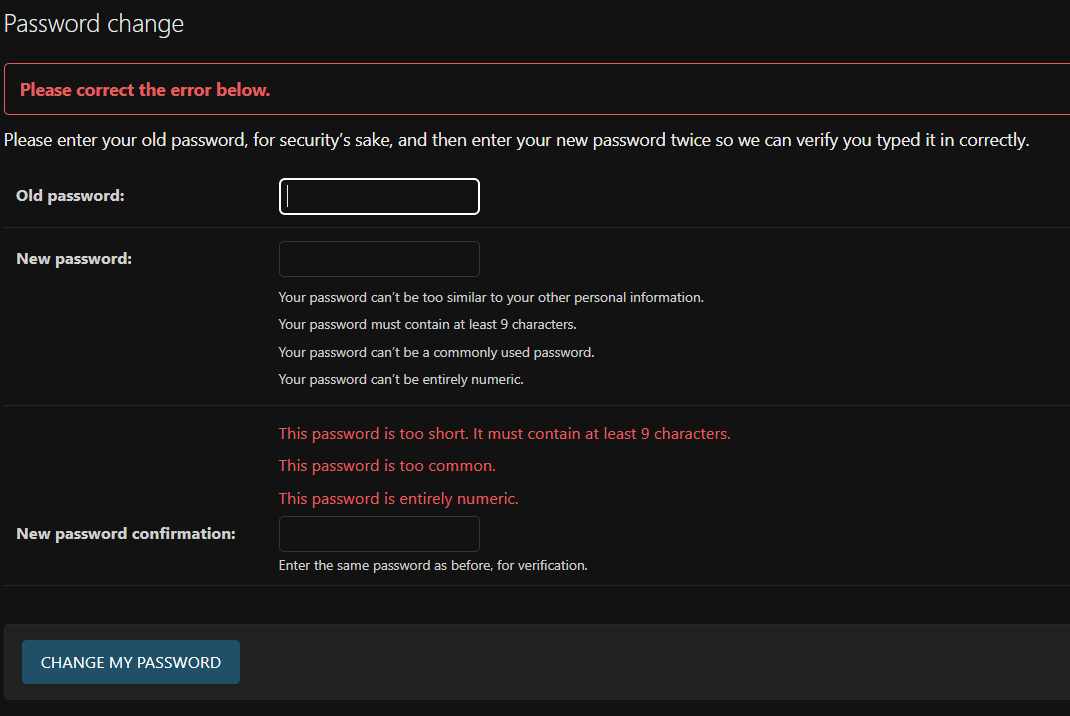 Password change
Please correct the error below.
Please enter your old password, for security’s sake, and then enter your new password twice so we can verify you typed it in correctly.
Old password:
New password:
Your password can’t be too similar to your other personal information.
Your password must contain at least 9 characters.
Your password can’t be a commonly used password.
Your password can’t be entirely numeric.
This password is too short. It must contain at least 9 characters.
This password is too common.
This password is entirely numeric.
New password confirmation:
Enter the same password as before, for verification.
CHANGE MY PASSWORD